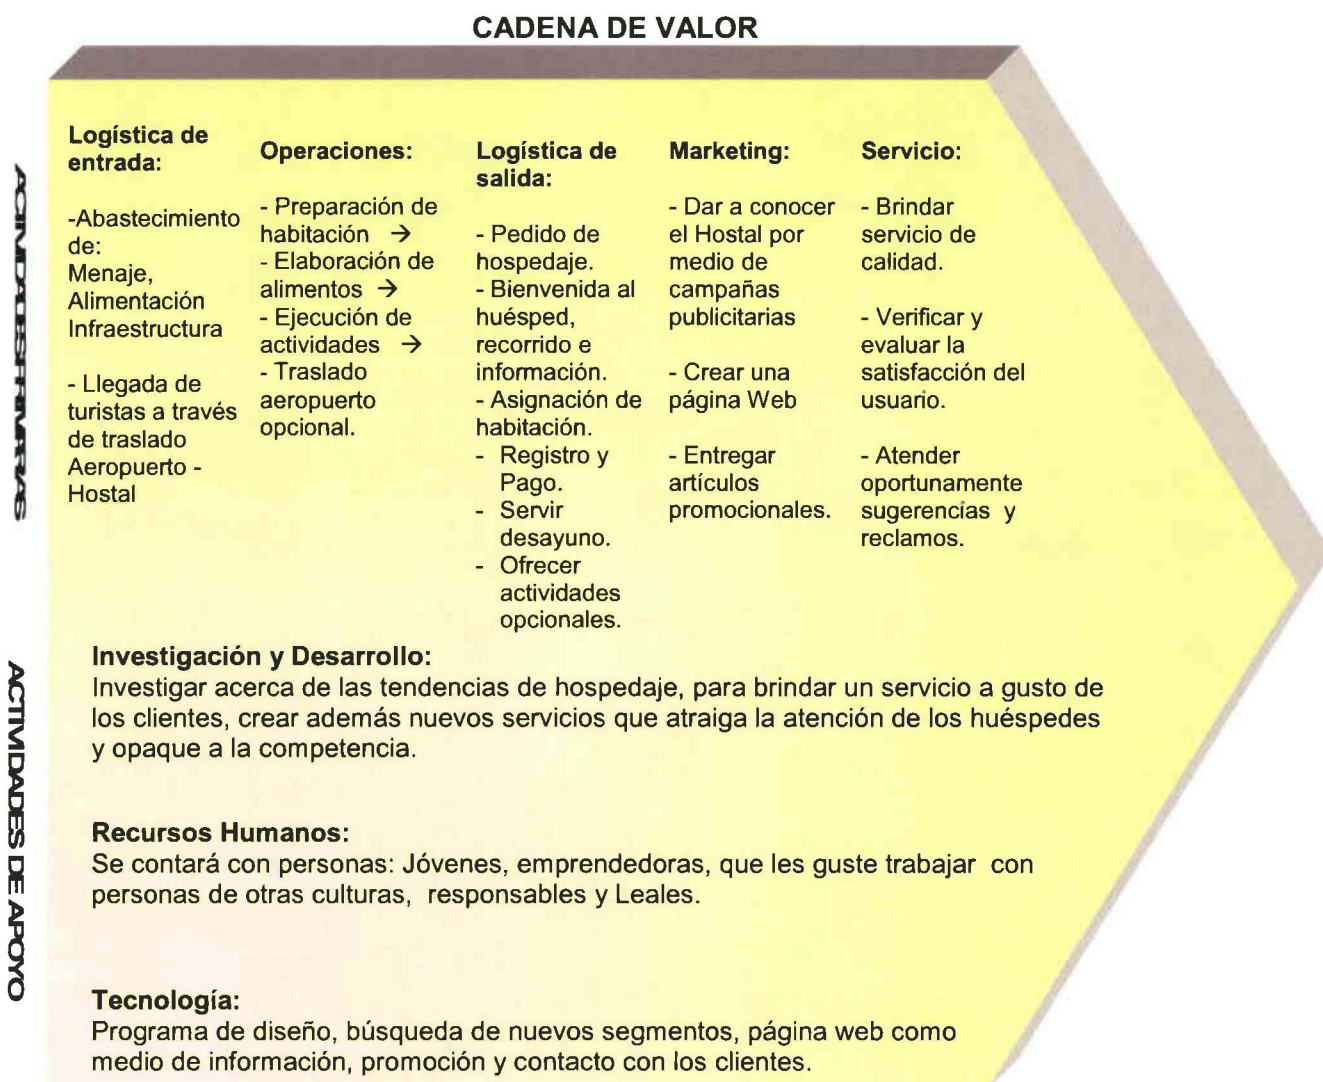 CADENA DE VALOR
ACTIVIDADES PRIMARIAS
Logística de
entrada:
-Abastecimiento
de:
Menaje,
Alimentación
Infraestructura
- Llegada de
turistas a través
de traslado
Aeropuerto -
Hostal
Operaciones:
- Preparación de
habitación →
- Elaboración de
alimentos →
- Ejecución de
actividades →
- Traslado
aeropuerto
opcional.
Logística de
salida:
- Pedido de
hospedaje.
- Bienvenida al
huésped,
recorrido e
información.
- Asignación de
habitación.
- Registro y
Pago.
- Servir
desayuno.
- Ofrecer
actividades
opcionales.
Marketing:
- Dar a conocer
el Hostal por
medio de
campañas
publicitarias
- Crear una
página Web
- Entregar
artículos
promocionales.
Servicio:
- Brindar
servicio de
calidad.
- Verificar y
evaluar la
satisfacción del
usuario.
- Atender
oportunamente
sugerencias y
reclamos.
ACTIVIDADES DE APOYO
Investigación y Desarrollo:
Investigar acerca de las tendencias de hospedaje, para brindar un servicio a gusto de
los clientes, crear además nuevos servicios que atraiga la atención de los huéspedes
y opaque a la competencia.
Recursos Humanos:
Se contará con personas: Jóvenes, emprendedoras, que les guste trabajar con
personas de otras culturas, responsables y Leales.
Tecnología:
Programa de diseño, búsqueda de nuevos segmentos, página web como
medio de información, promoción y contacto con los clientes.